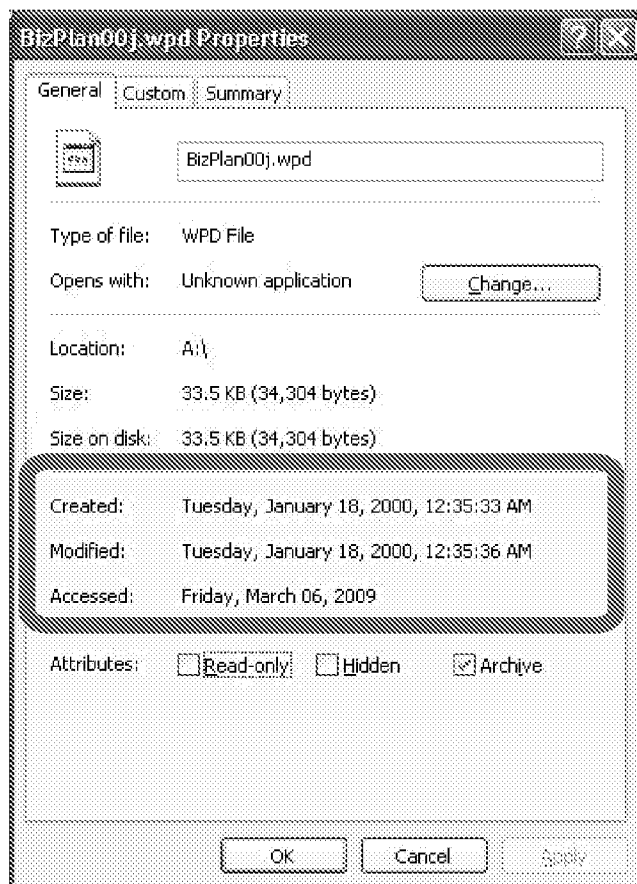 BizPlan00j.wpd Properties
General Custom Summary
BizPlan00j.wpd
Type of file: WPD File
Opens with: Unknown application Change...
Location: A:\
Size: 33.5 KB (34,304 bytes)
Size on disk: 33.5 KB (34,304 bytes)
Created: Tuesday, January 18, 2000, 12:35:33 AM
Modified: Tuesday, January 18, 2000, 12:35:36 AM
Accessed: Friday, March 06, 2009
Attributes: Read-only Hidden Archive
OK Cancel Apply